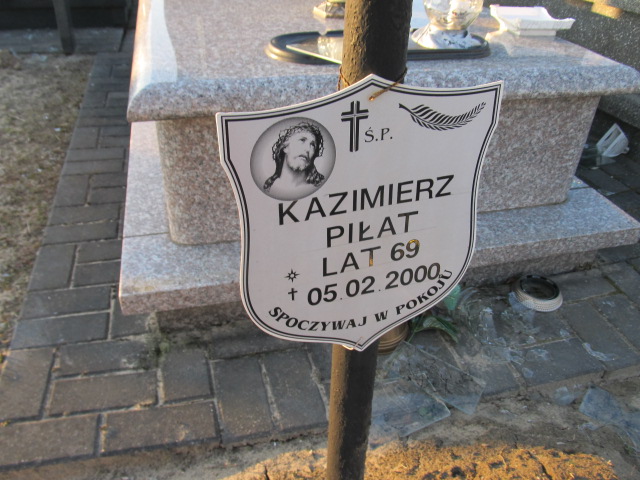 Ś.P.
KAZIMIERZ
PIŁAT
LAT 69
05.02.2000
SPOCZYWAJ W POKOJU